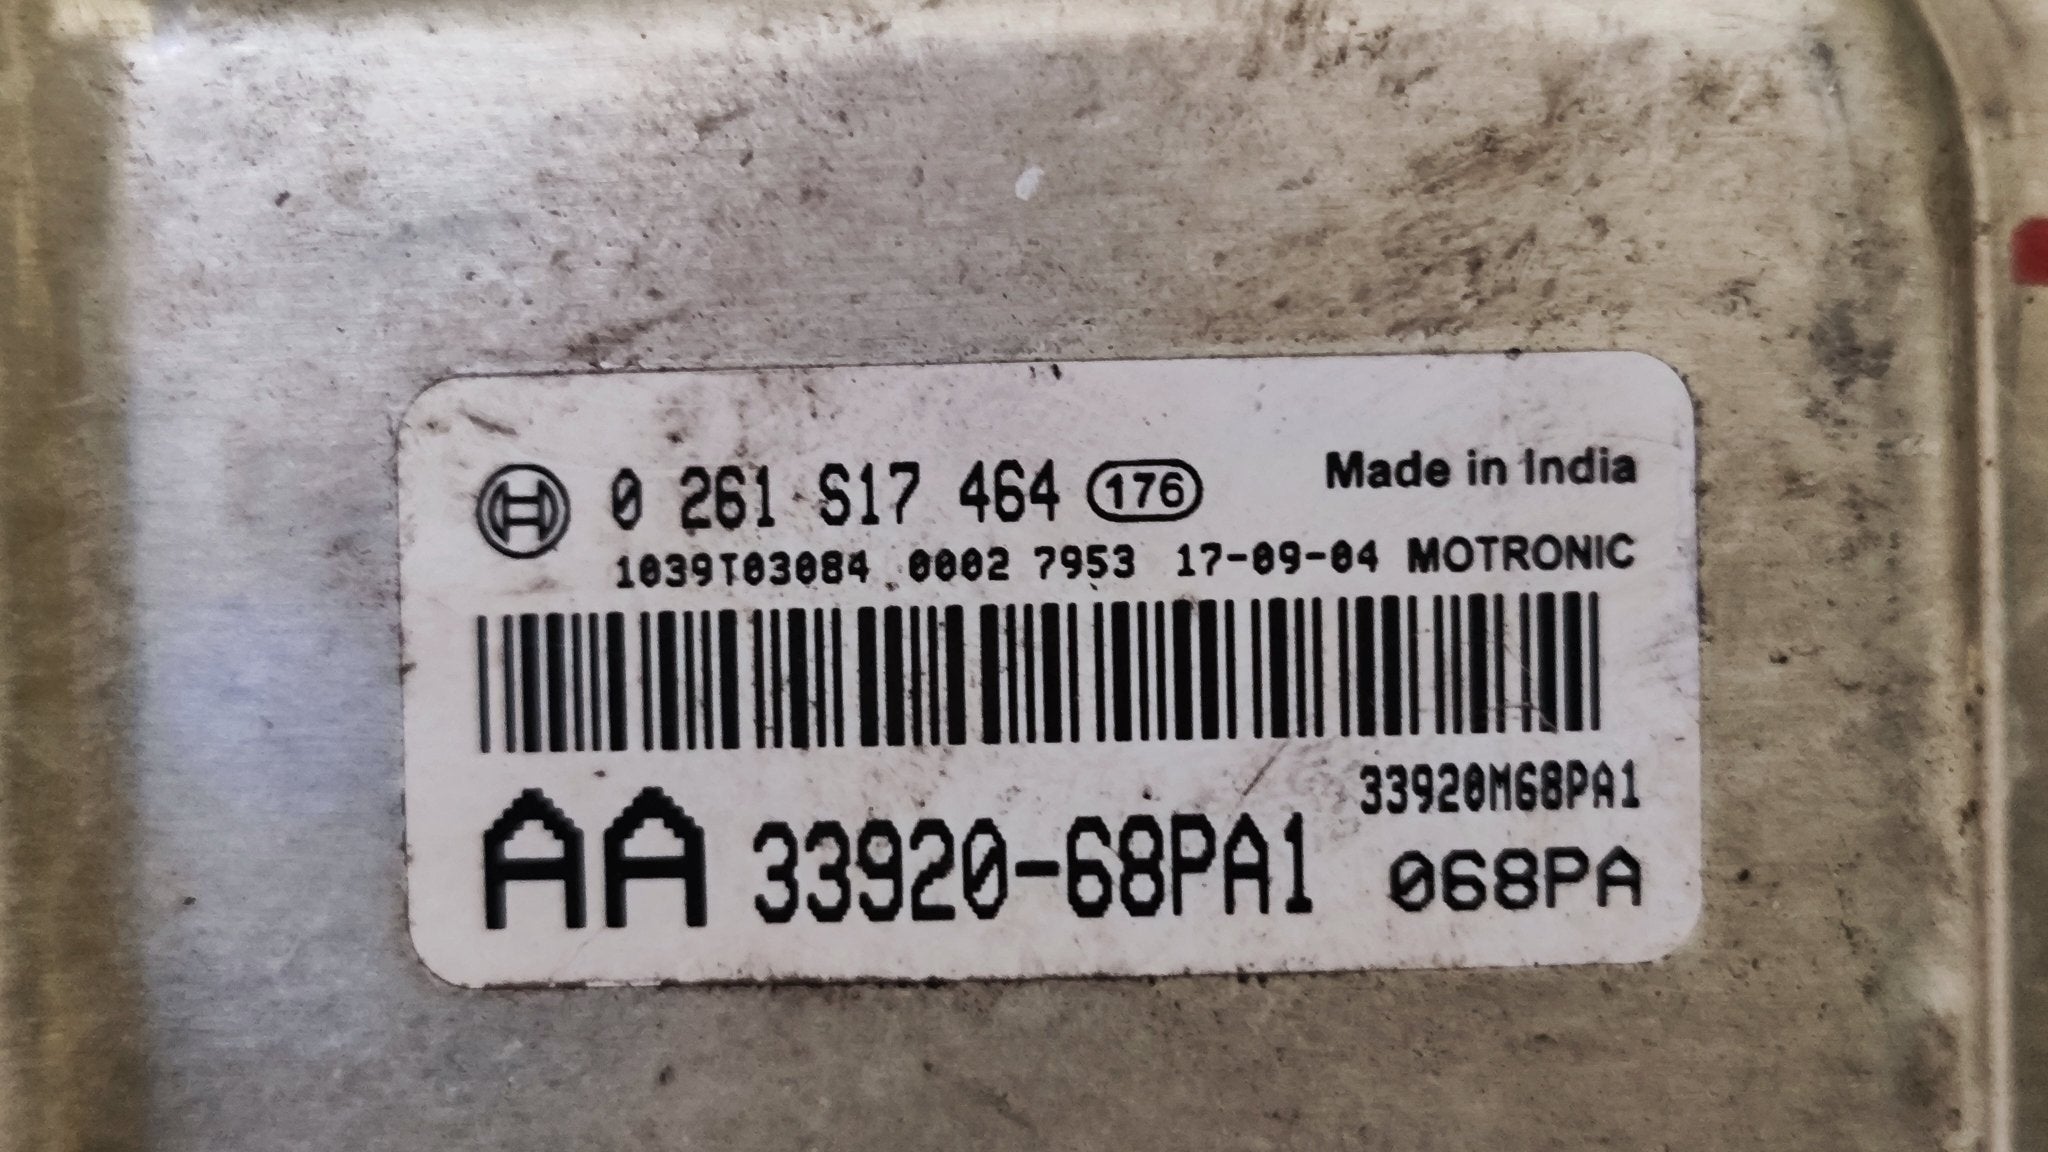 0 261 S17 464 176 Made in India
1039T03084 0002 7953 17-09-04 MOTRONIC
33920M68PA1
AA 33920-68PA1 068PA